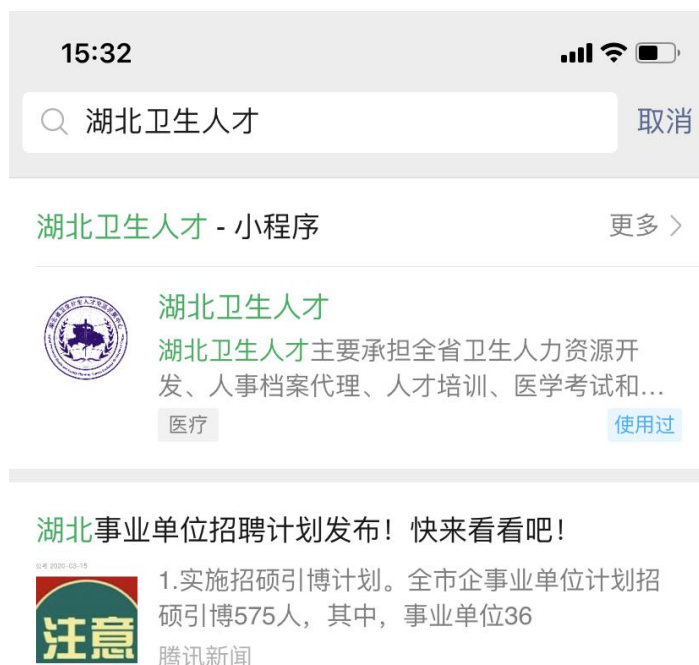 15:32
湖北卫生人才
取消
湖北卫生人才 - 小程序
更多
湖北卫生人才
湖北卫生人才主要承担全省卫生人力资源开
发、人事档案代理、人才培训、医学考试和...
医疗
使用过
湖北事业单位招聘计划发布！快来看看吧！
2020-03-15
1.实施招硕引博计划。全市企事业单位计划招
硕引博575人，其中，事业单位36
注意
腾讯新闻